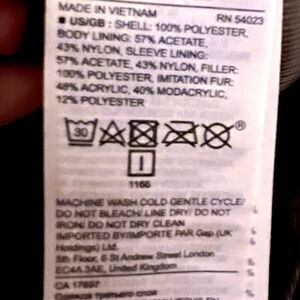 MADE IN VIETNAM RN 54023
■ US/GB : SHELL: 100% POLYESTER,
BODY LINING: 57% ACETATE,
43% NYLON, SLEEVE LINING:
57% ACETATE, 43% NYLON, FILLER:
100% POLYESTER, IMITATION FUR:
48% ACRYLIC, 40% MODACRYLIC,
12% POLYESTER
30
®
I
1166
MACHINE WASH COLD GENTLE CYCLE/
DO NOT BLEACH/ LINE DRY/ DO NOT
IRON/ DO NOT DRY CLEAN
IMPORTED BY/IMPORTE PAR Gap (UK
Holdings) Ltd.
5th Floor, 6 St Andrew Street London
EC4A 3AE, United Kingdom
CA 17897